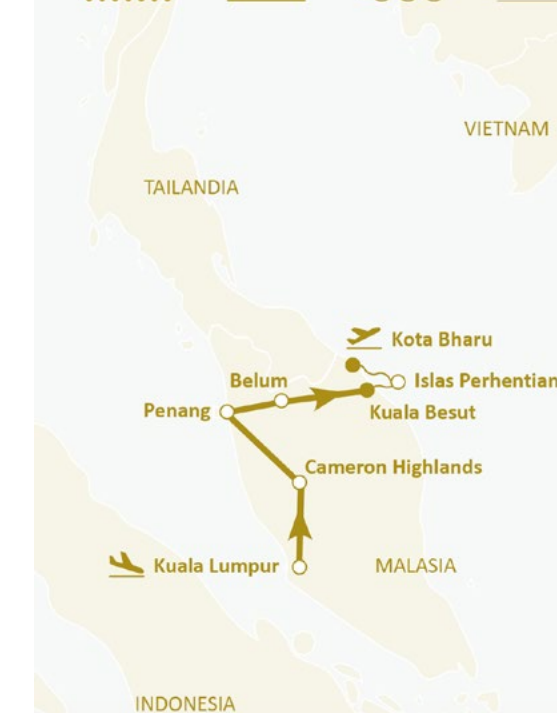 VIETNAM
TAILANDIA
Kota Bharu
Belum
Islas Perhentian
Penang
Kuala Besut
Cameron Highlands
Kuala Lumpur
MALASIA
INDONESIA